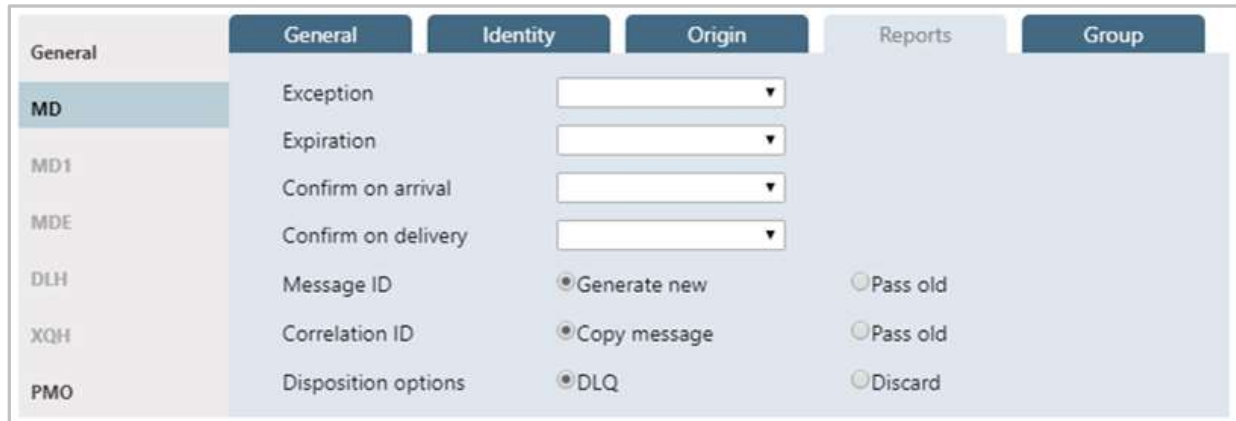 General Identity Origin Reports Group
General
MD
MD1
MDE
DLH
XQH
PMO
Exception
Expiration
Confirm on arrival
Confirm on delivery
Message ID Generate new Pass old
Correlation ID Copy message Pass old
Disposition options DLQ Discard